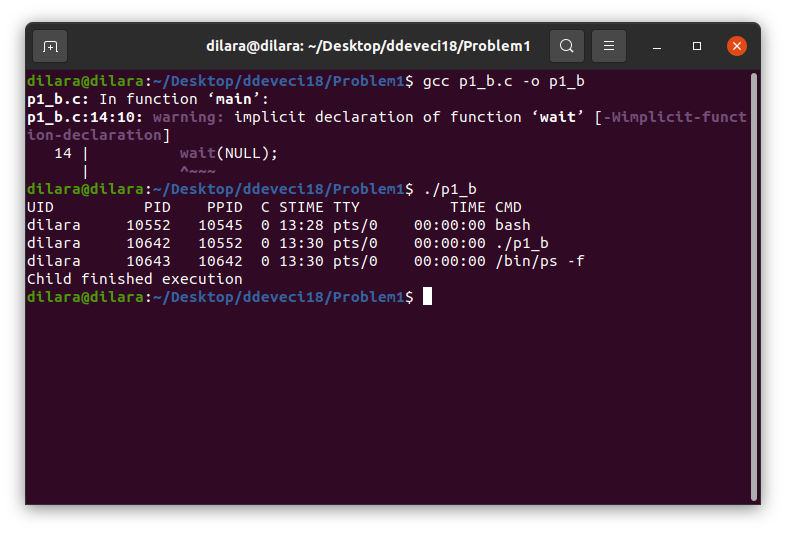 dilara@dilara: ~/Desktop/ddeveci18/Problem1
dilara@dilara:~/Desktop/ddeveci18/Problem1$ gcc p1_b.c -o p1_b
p1_b.c: In function ‘main’:
p1_b.c:14:10: warning: implicit declaration of function ‘wait’ [-Wimplicit-funct
ion-declaration]
   14 |          wait(NULL);
      |          ^~~~
dilara@dilara:~/Desktop/ddeveci18/Problem1$ ./p1_b
UID          PID    PPID  C STIME TTY          TIME CMD
dilara     10552   10545  0 13:28 pts/0    00:00:00 bash
dilara     10642   10552  0 13:30 pts/0    00:00:00 ./p1_b
dilara     10643   10642  0 13:30 pts/0    00:00:00 /bin/ps -f
Child finished execution
dilara@dilara:~/Desktop/ddeveci18/Problem1$